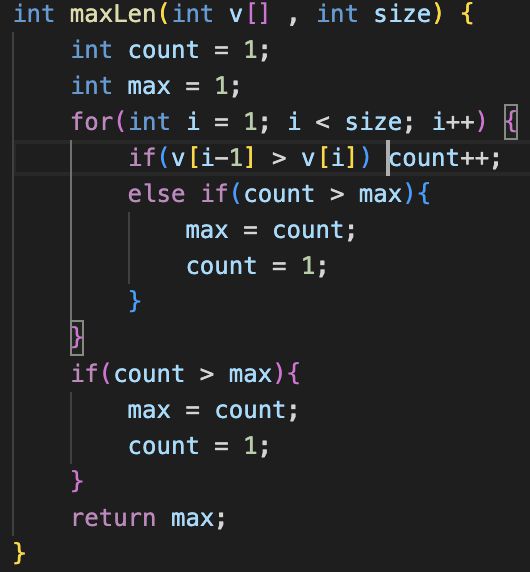 int maxLen(int v[] , int size) {
    int count = 1;
    int max = 1;
    for(int i = 1; i < size; i++) {
        if(v[i-1] > v[i]) count++;
        else if(count > max){
            max = count;
            count = 1;
        }
    }
    if(count > max){
        max = count;
        count = 1;
    }
    return max;
}